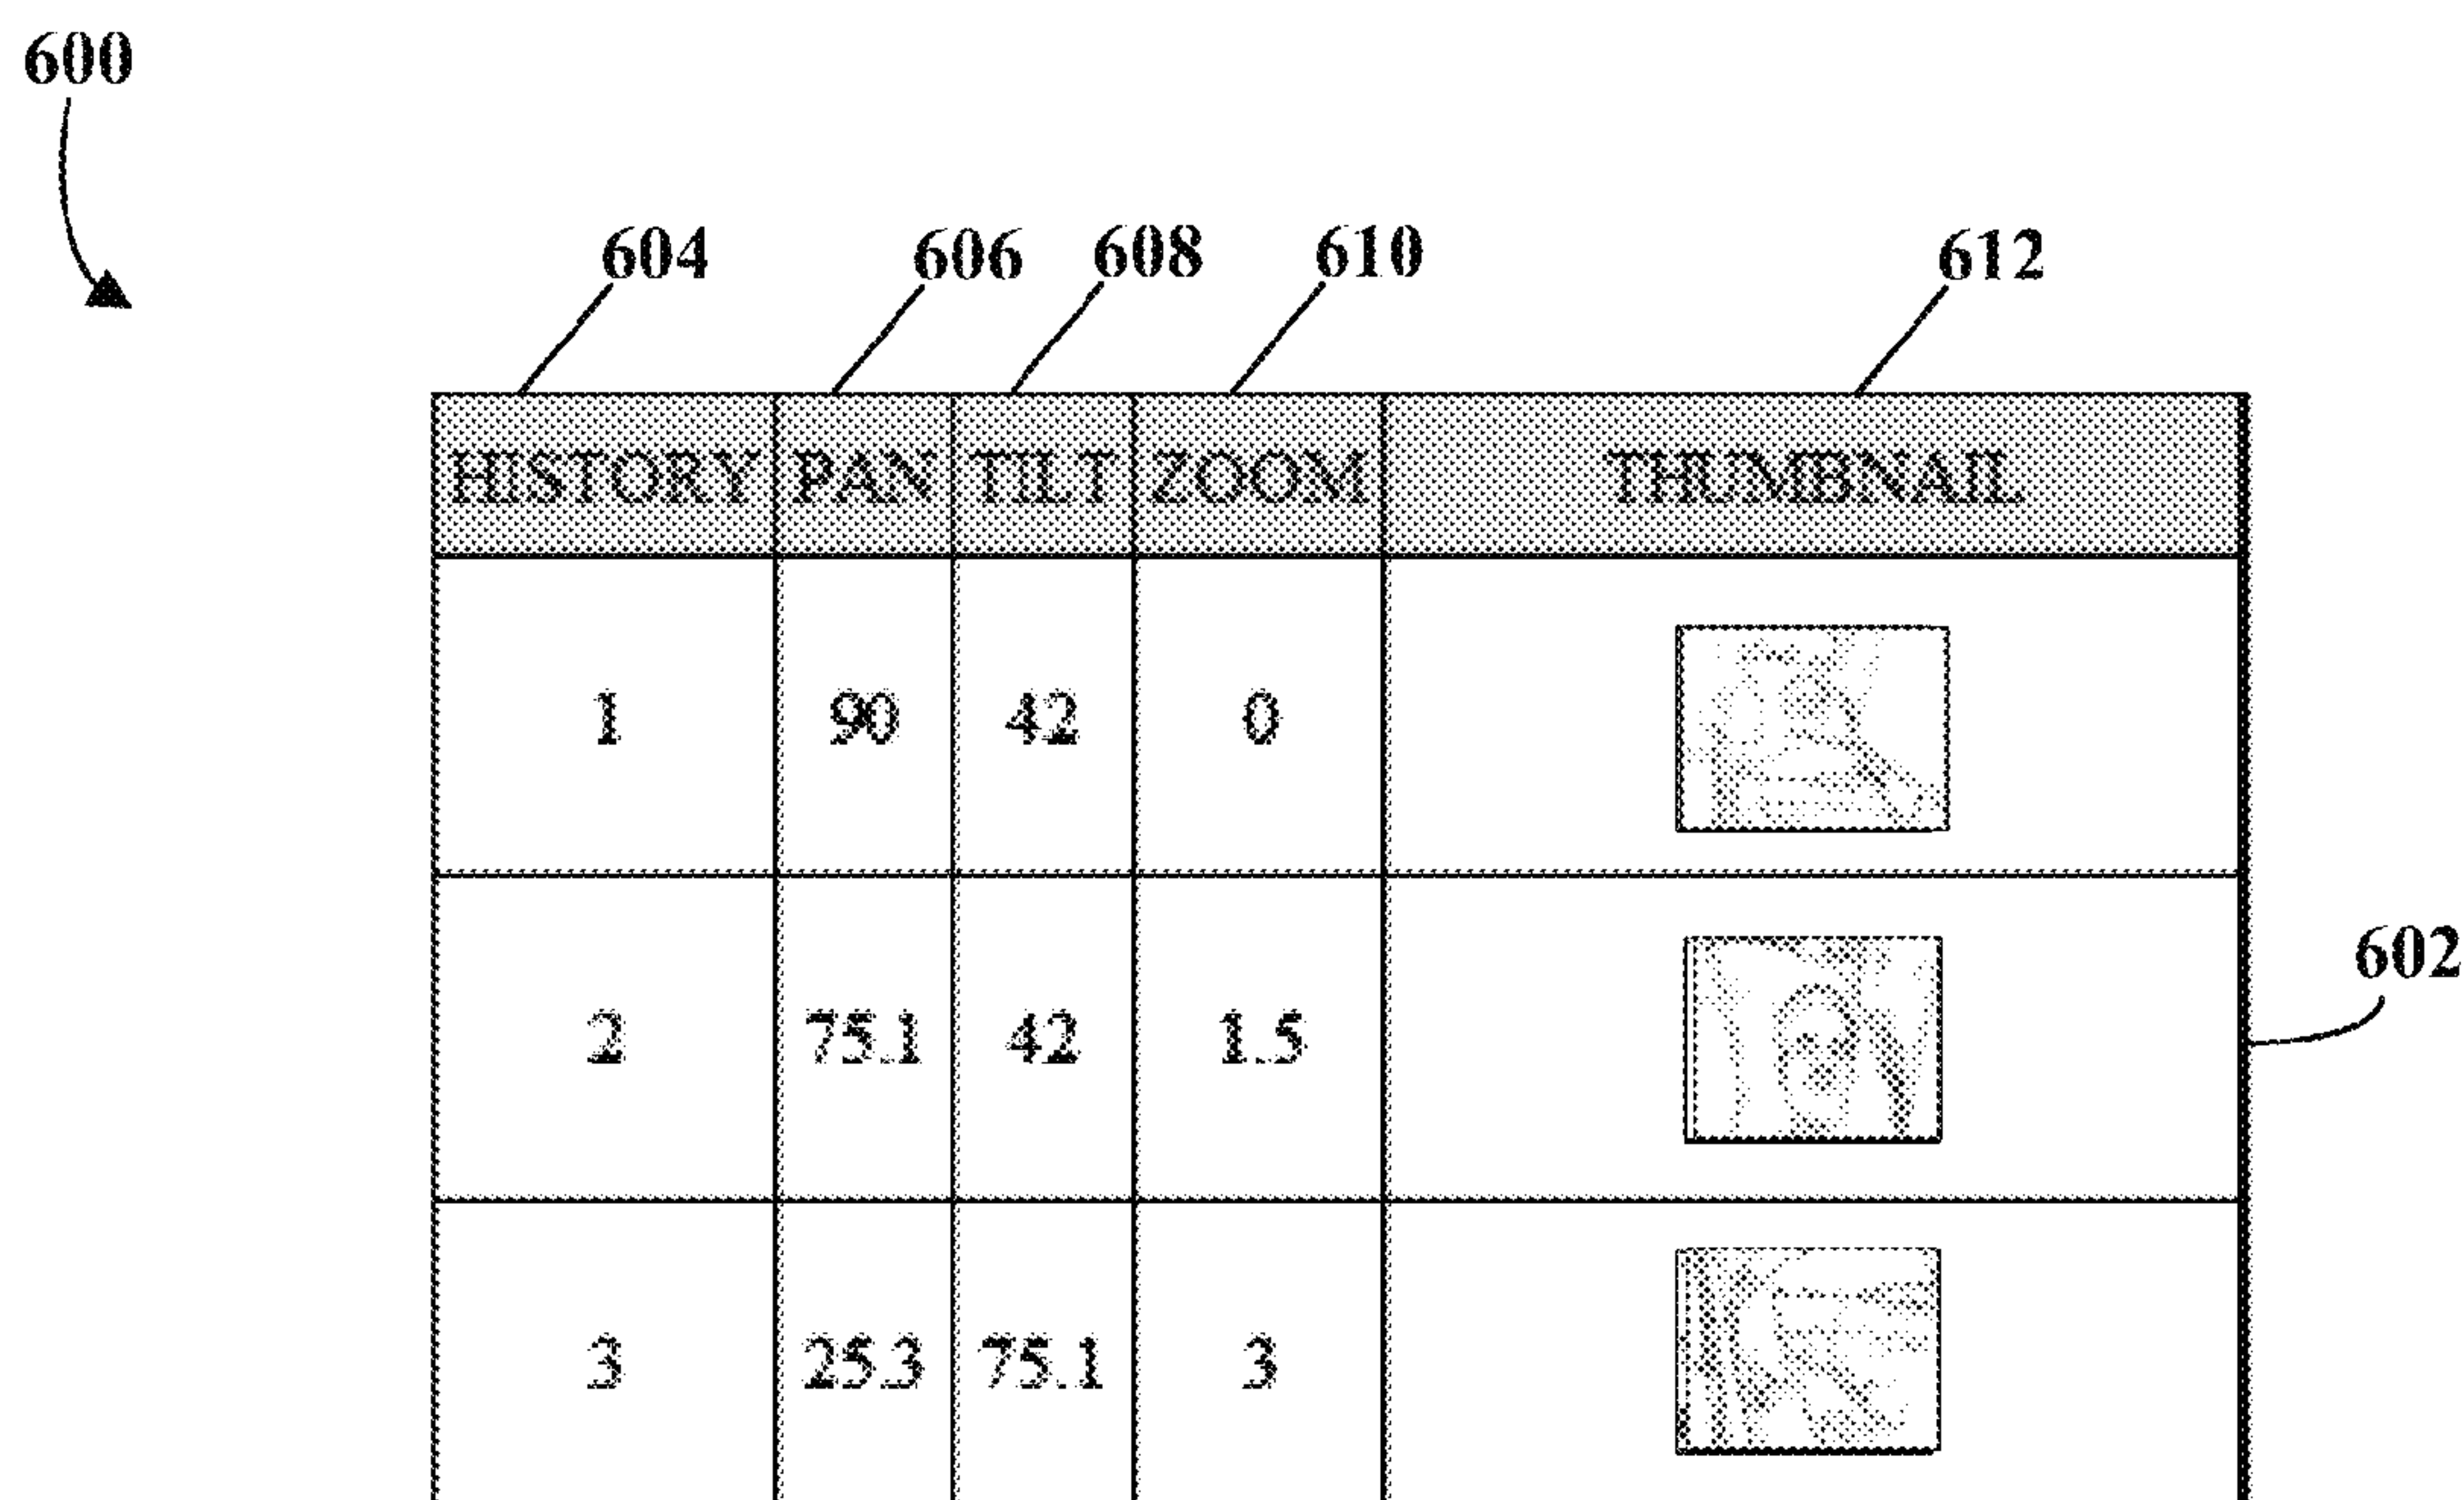 600
604 606 608 610 612
HISTORY PAN TILT ZOOM THUMBNAIL
1 90 42 0
602
2 75.1 42 1.5
3 25.3 75.1 3